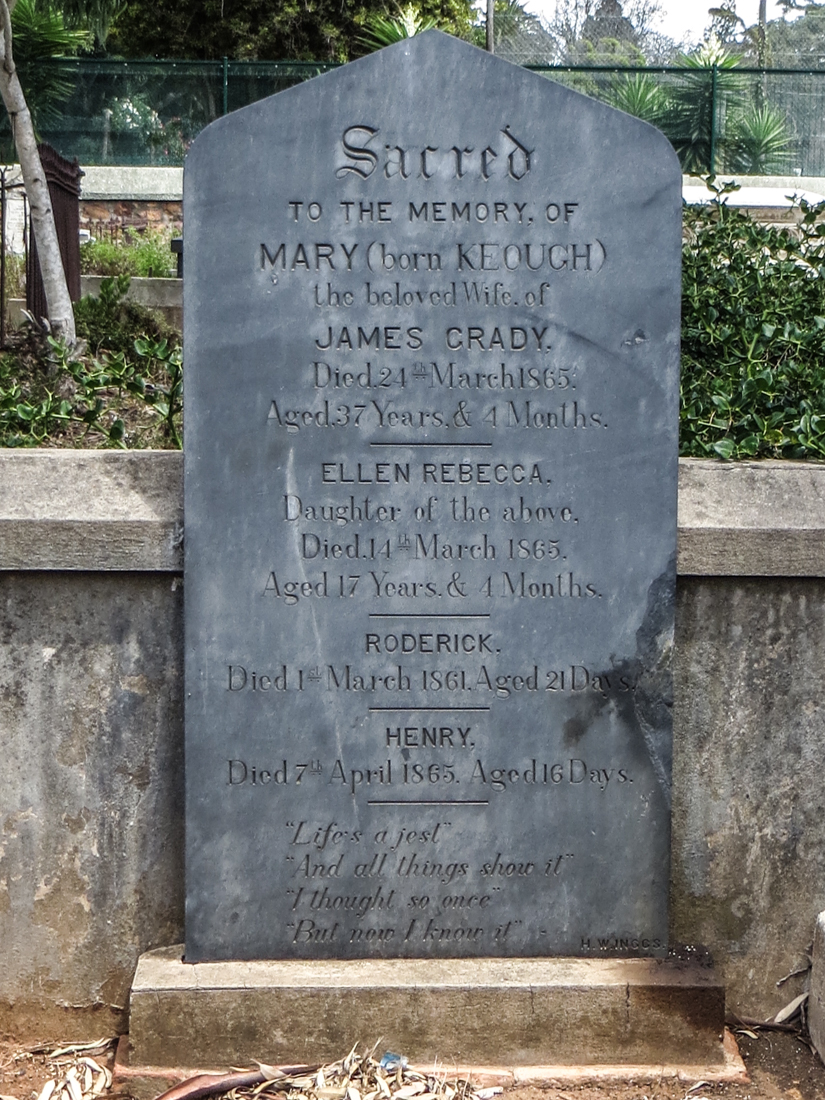 Sacred
TO THE MEMORY, OF
MARY (born KEOUGH)
the beloved Wife. of
JAMES GRADY.
Died. 24th March 1865.
Aged. 37 Years. & 4 Months.
ELLEN REBECCA.
Daughter of the above.
Died. 14th March 1865.
Aged 17 Years. & 4 Months.
RODERICK.
Died 1st March 1861. Aged 21 Days.
HENRY.
Died 7th April 1865. Aged 16 Days.
"Life's a jest"
"And all things show it"
"I thought so once"
"But now I know it" -
H.W.INGGS.